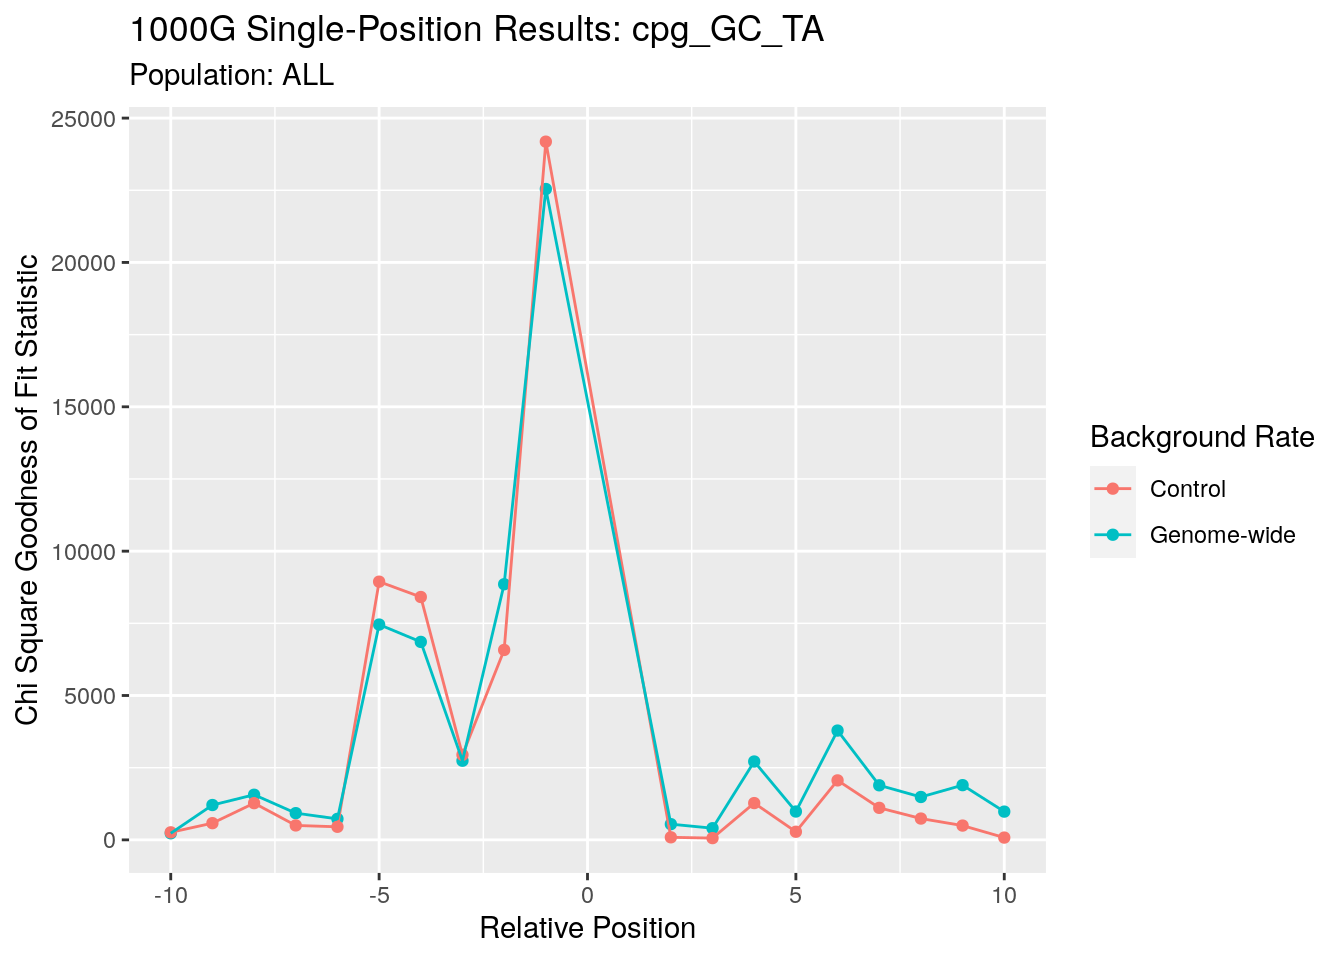 1000G Single-Position Results: cpg_GC_TA
Population: ALL
Chi Square Goodness of Fit Statistic
25000
20000
15000
10000
5000
0
-10
-5
0
5
10
Relative Position
Background Rate
Control
Genome-wide